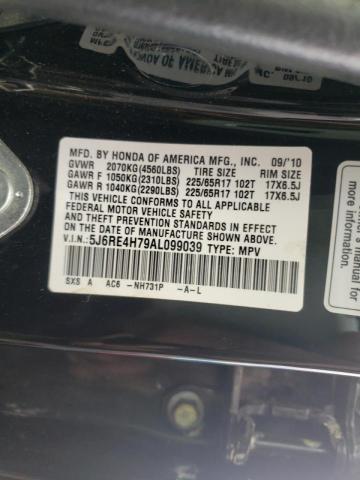 MFD. BY HONDA OF AMERICA MFG., INC. 09/'10
GVWR 2070KG(4560LBS) TIRE SIZE RIM SIZE
GAWR F 1050KG(2310LBS) 225/65R17 102T 17X6.5J
GAWR R 1040KG(2290LBS) 225/65R17 102T 17X6.5J
THIS VEHICLE CONFORMS TO ALL APPLICABLE
FEDERAL MOTOR VEHICLE SAFETY AND
THEFT PREVENTION STANDARDS IN EFFECT
ON THE DATE OF MANUFACTURE SHOWN ABOVE.
V.I.N.:5J6RE4H79AL099039 TYPE: MPV
SXS A AC6 -NH731P -A-L
manual for